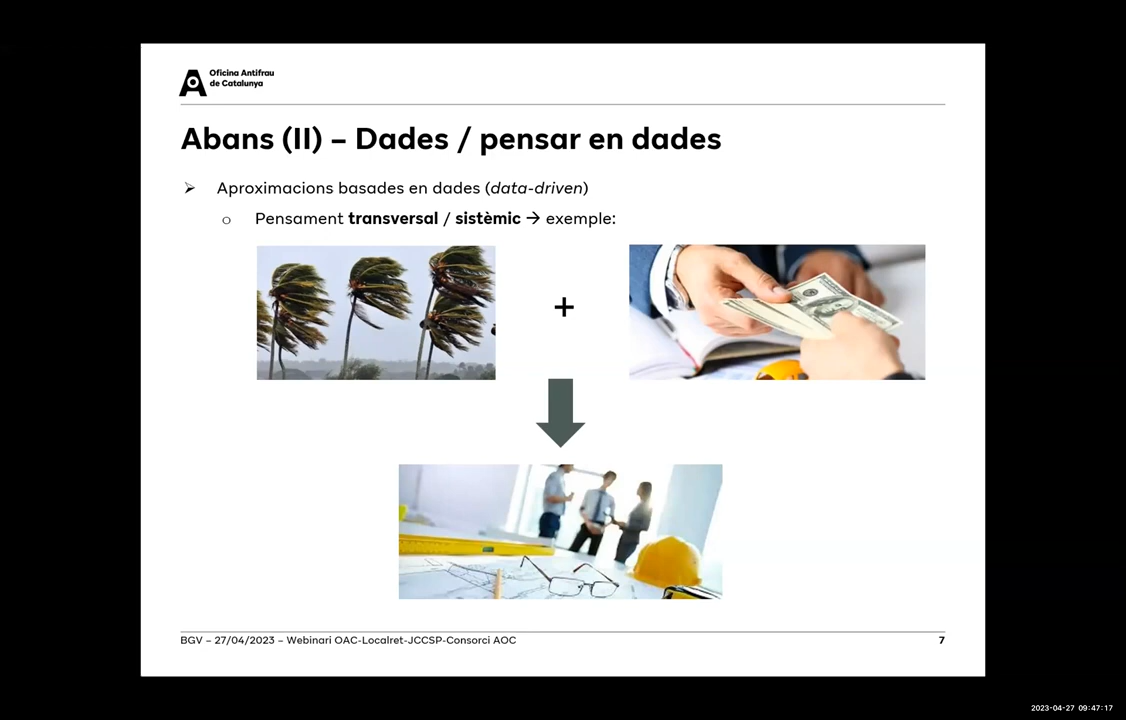 Oficina Antifrau
de Catalunya
Abans (II) – Dades / pensar en dades
➢ Aproximacions basades en dades (data-driven)
o Pensament transversal / sistèmic → exemple:
+
BGV – 27/04/2023 – Webinari OAC-Localret-JCCSP-Consorci AOC
7
2023-04-27 09:47:17